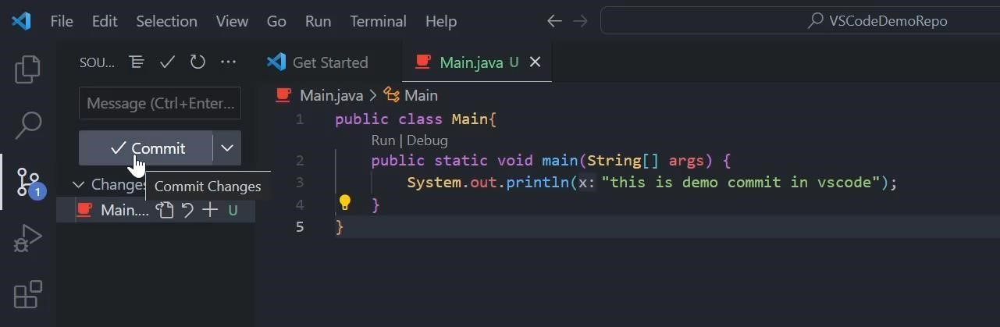 File Edit Selection View Go Run Terminal Help VSCodeDemoRepo
SOU...
Get Started Main.java U
Message (Ctrl+Enter...
Main.java > Main
Commit
Commit Changes
Changes
Main.... U
1
1 public class Main{
Run | Debug
2 public static void main(String[] args) {
3 System.out.println(x: "this is demo commit in vscode");
4 }
5 }